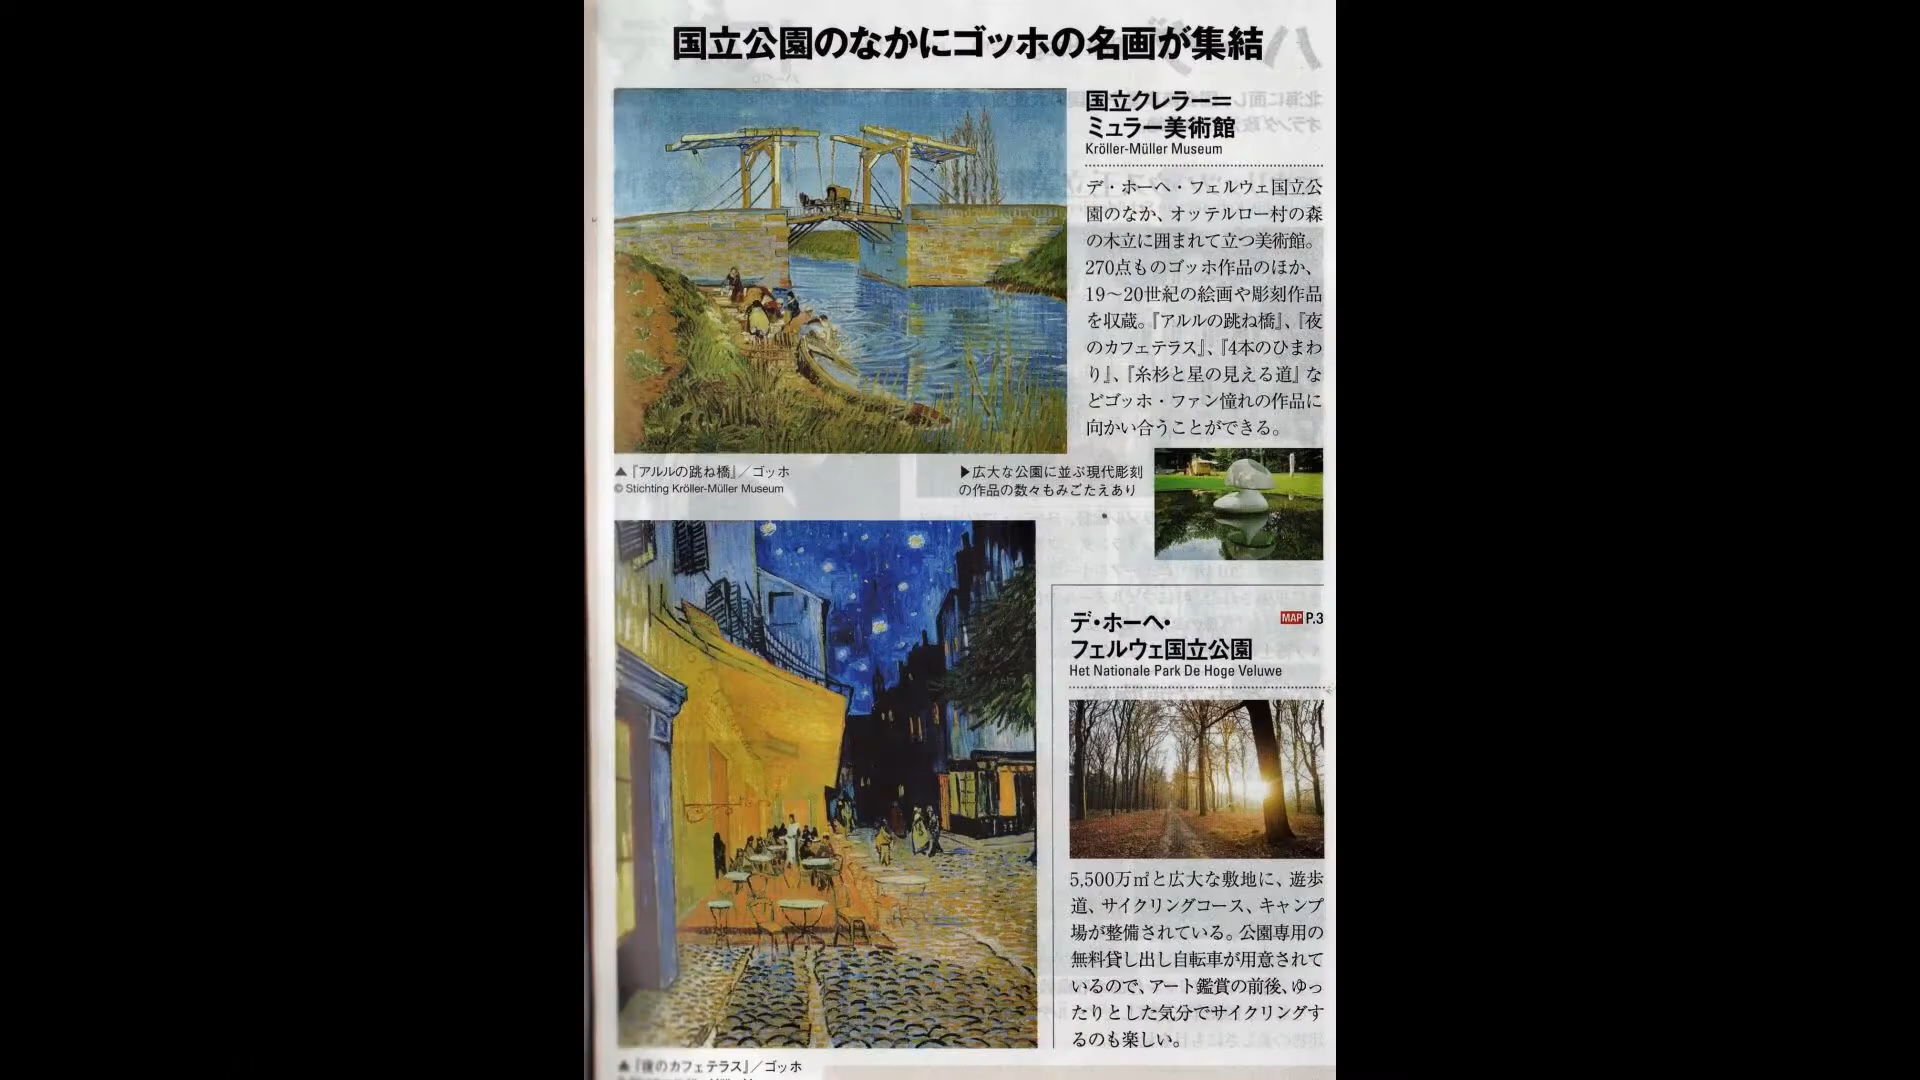 国立公園のなかにゴッホの名画が集結
国立クレラー＝
ミュラー美術館
Kröller-Müller Museum
デ・ホーヘ・フェルウェ国立公
園のなか、オッテルロー村の森
の木立に囲まれて立つ美術館。
270点ものゴッホ作品のほか、
19〜20世紀の絵画や彫刻作品
を収蔵。『アルルの跳ね橋』、『夜
のカフェテラス』、『4本のひまわ
り』、『糸杉と星の見える道』な
どゴッホ・ファン憧れの作品に
向かい合うことができる。
▲『アルルの跳ね橋』／ゴッホ
© Stichting Kröller-Müller Museum
▶広大な公園に並ぶ現代彫刻
の作品の数々もみごたえあり
デ・ホーヘ・
フェルウェ国立公園
MAP P.3
Het Nationale Park De Hoge Veluwe
5,500万㎡と広大な敷地に、遊歩
道、サイクリングコース、キャンプ
場が整備されている。公園専用の
無料貸し出し自転車が用意されて
いるので、アート鑑賞の前後、ゆっ
たりとした気分でサイクリングす
るのも楽しい。
▲『夜のカフェテラス』／ゴッホ